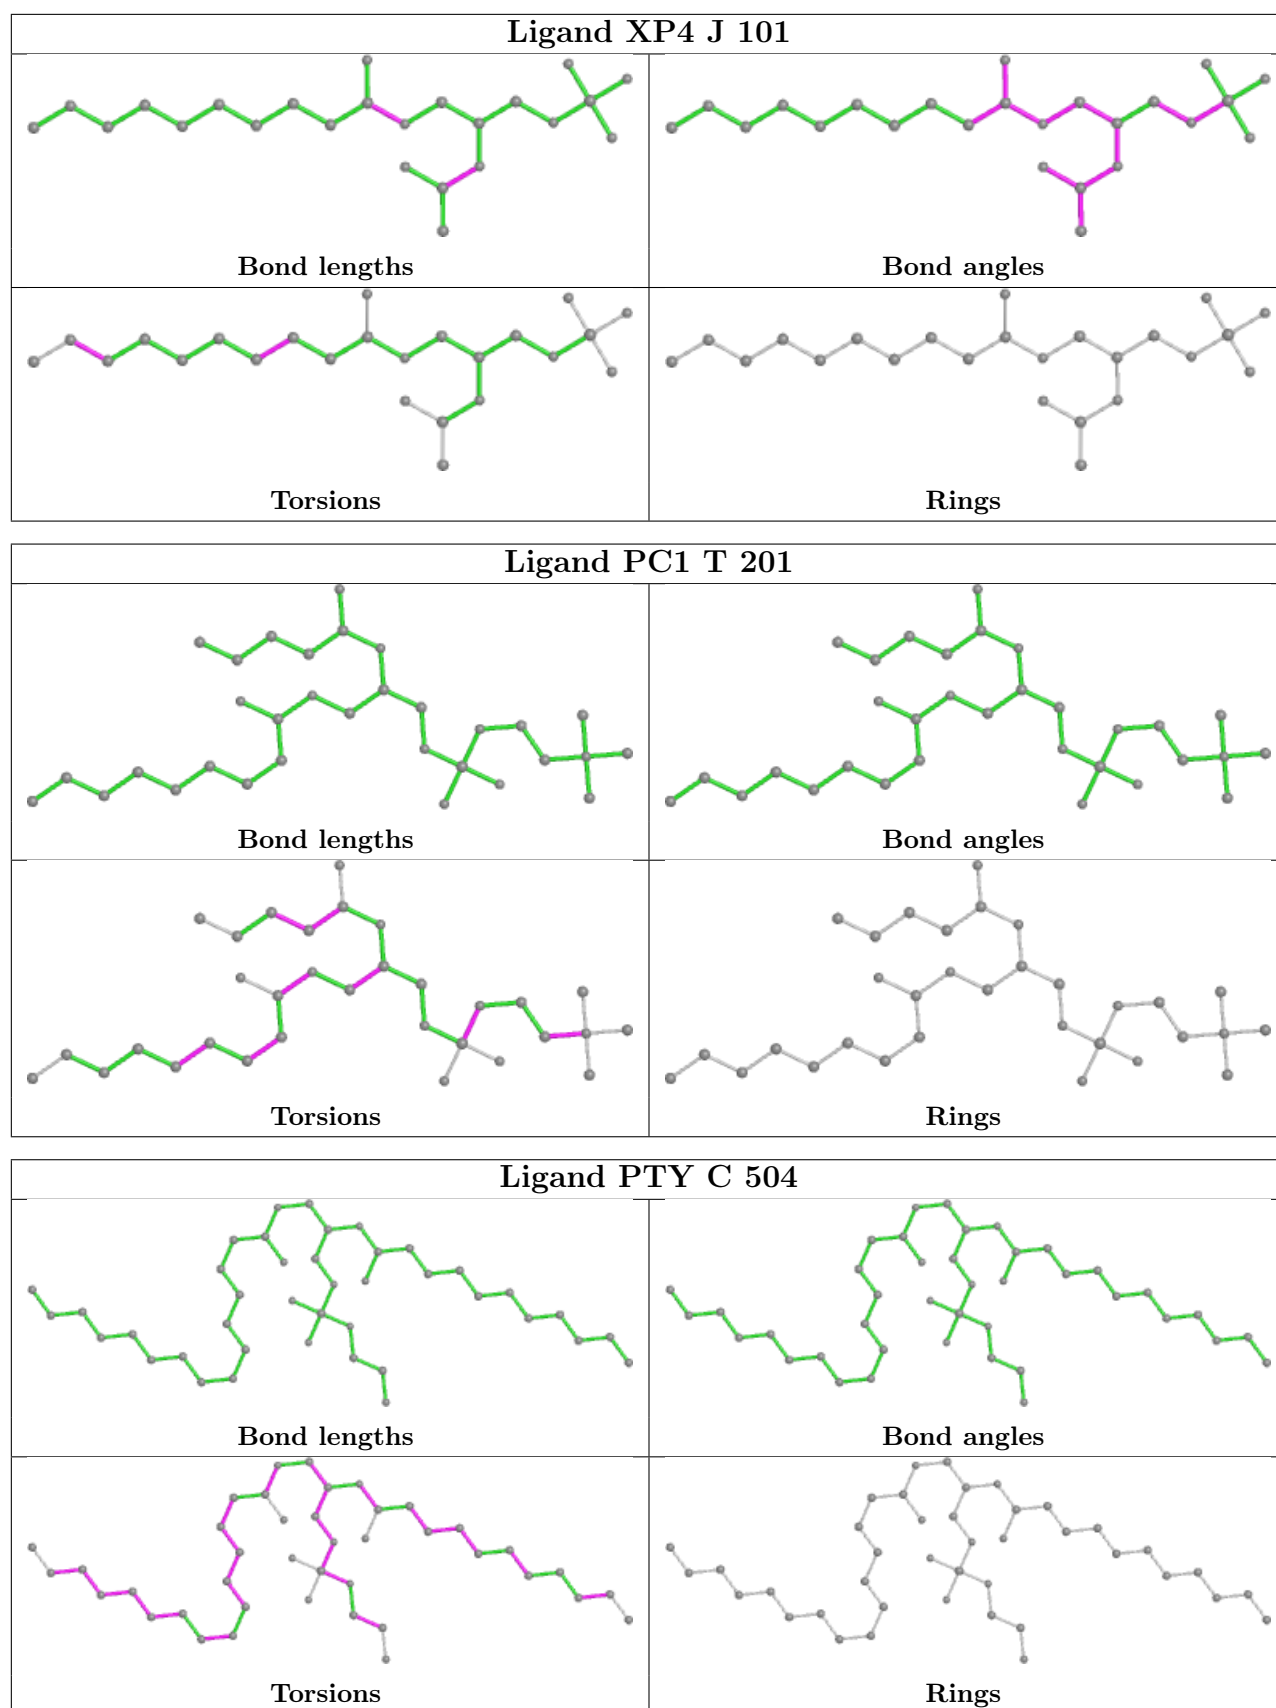 Ligand XP4 J 101
Bond lengths
Bond angles
Torsions
Rings
Ligand PC1 T 201
Bond lengths
Bond angles
Torsions
Rings
Ligand PTY C 504
Bond lengths
Bond angles
Torsions
Rings